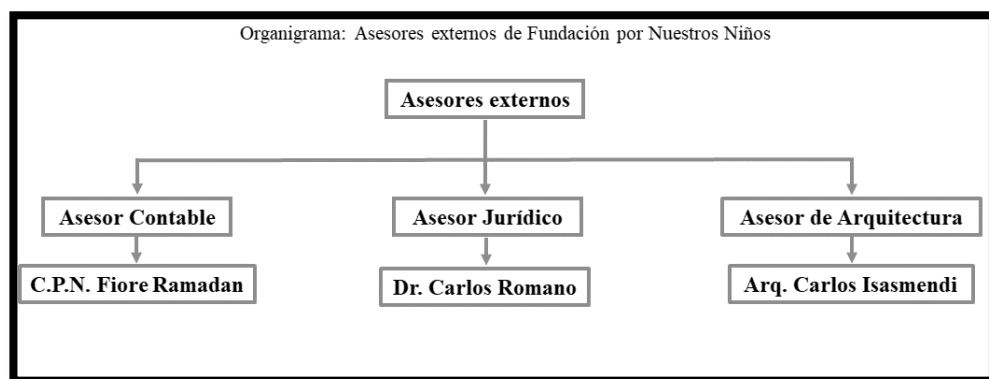 Organigrama: Asesores externos de Fundación por Nuestros Niños
Asesores externos
Asesor Contable
Asesor Jurídico
Asesor de Arquitectura
C.P.N. Fiore Ramadan
Dr. Carlos Romano
Arq. Carlos Isasmendi